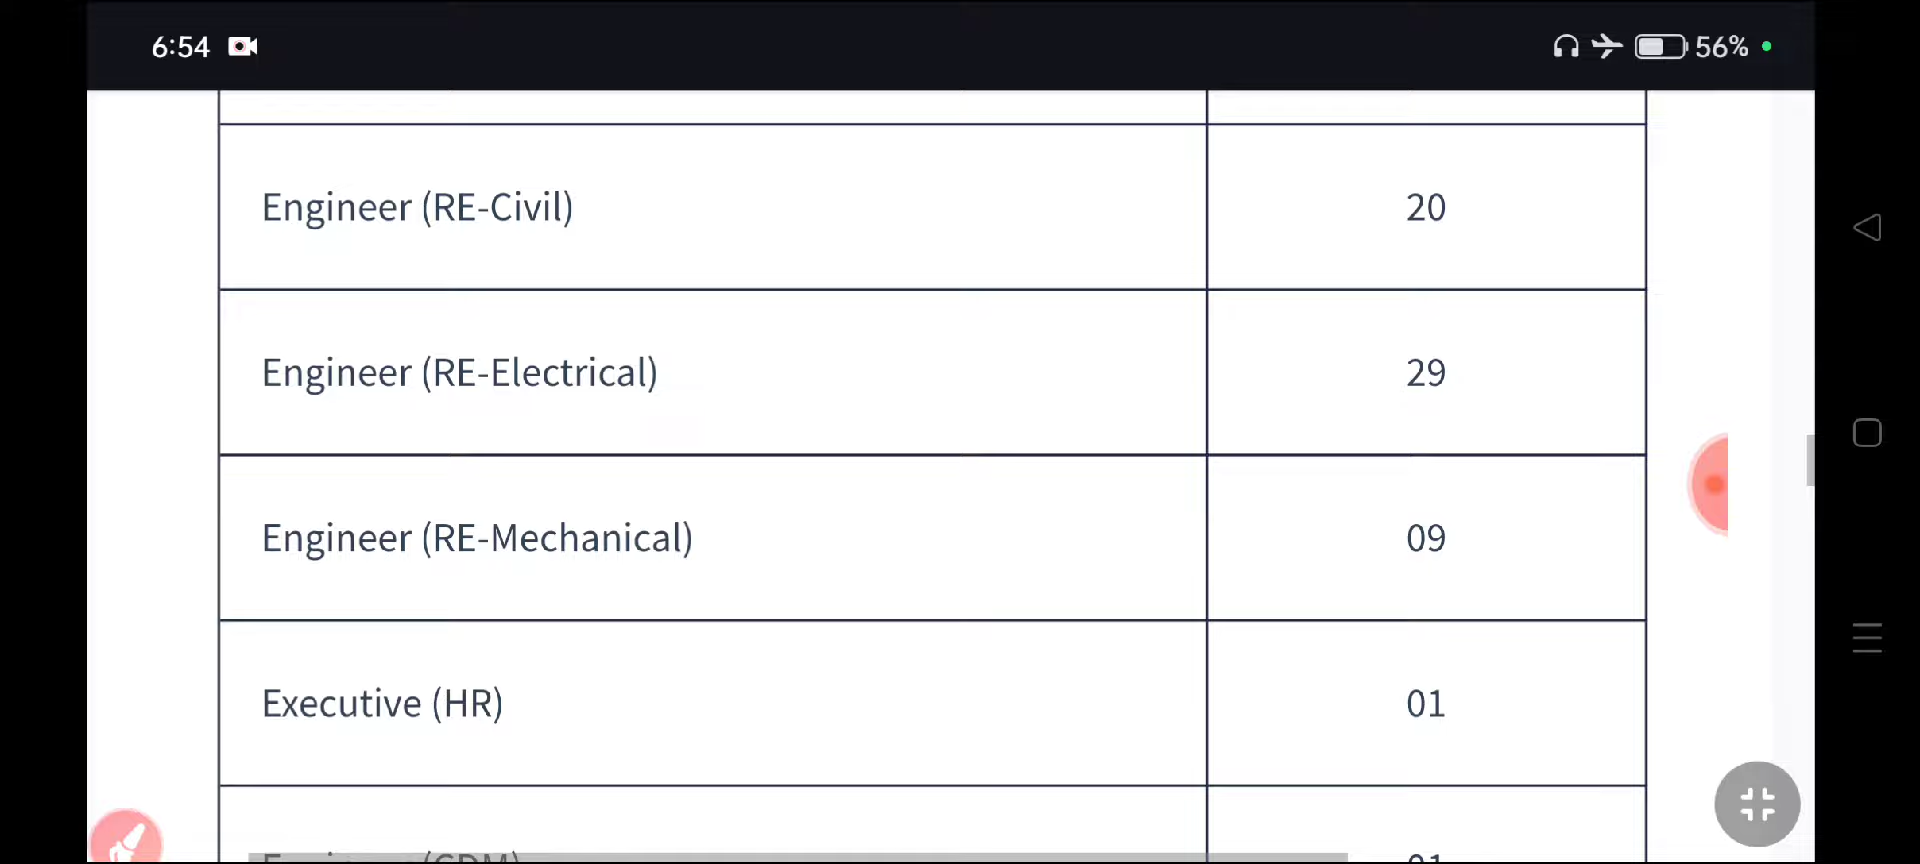 6:54 56%
Engineer (RE-Civil) 20
Engineer (RE-Electrical) 29
Engineer (RE-Mechanical) 09
Executive (HR) 01